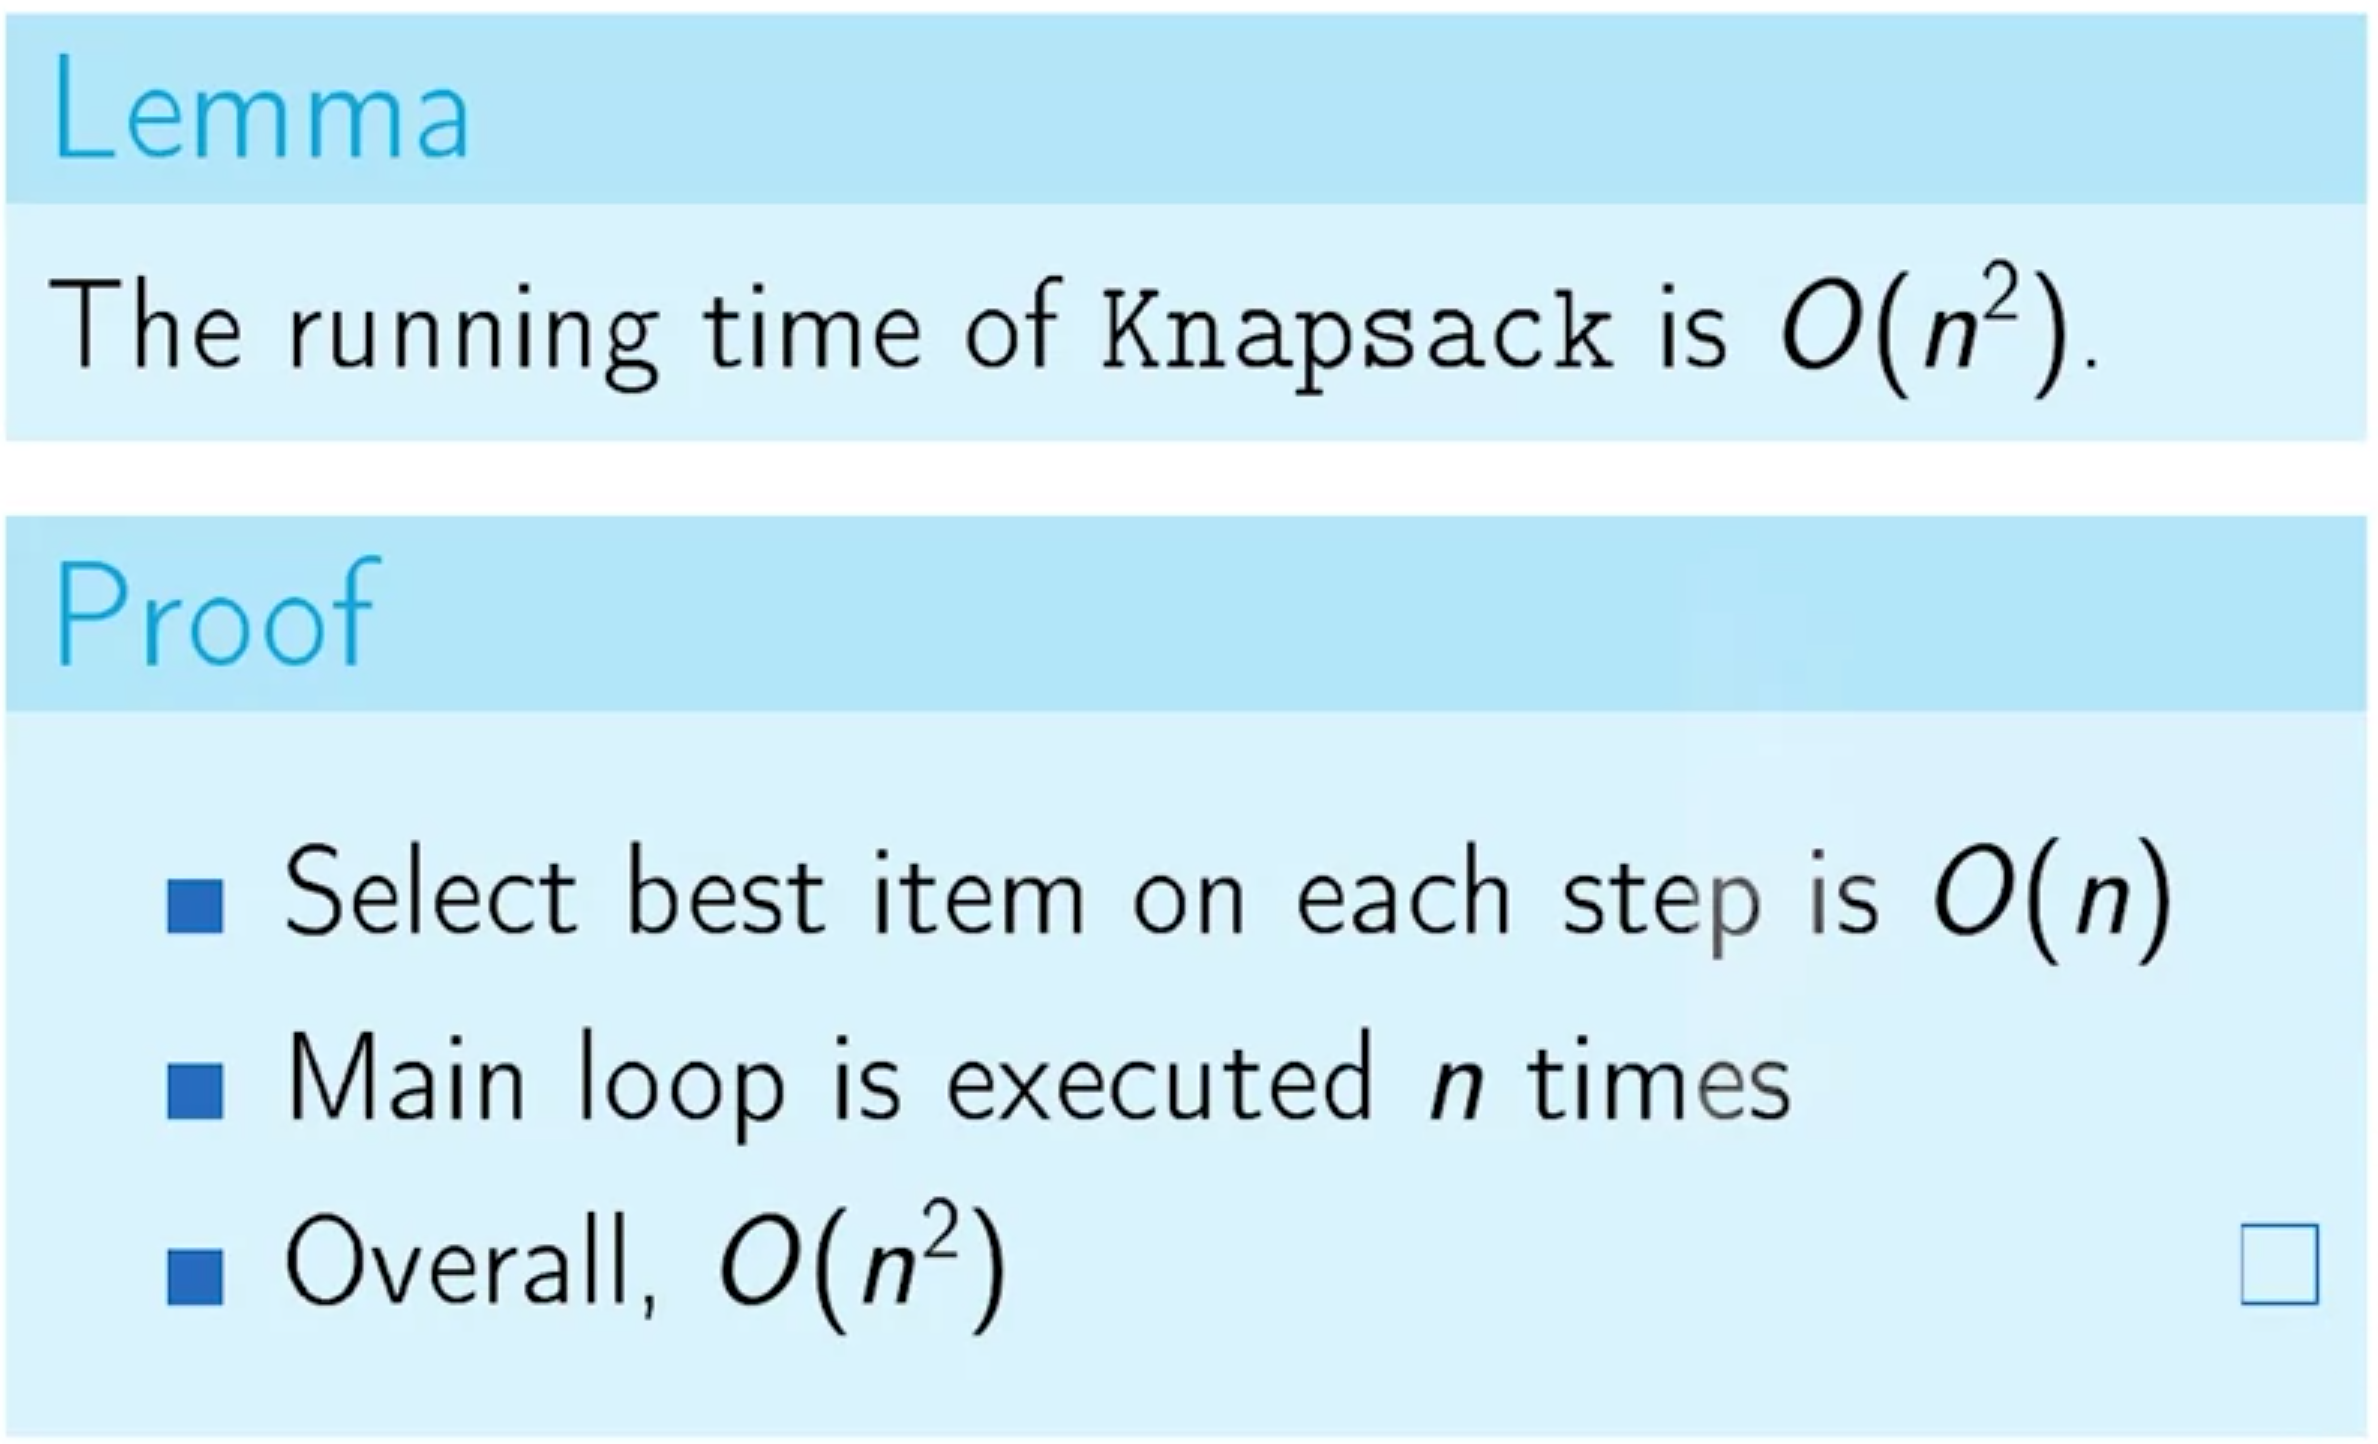 Lemma
The running time of Knapsack is O(n²).
Proof
■ Select best item on each step is O(n)
■ Main loop is executed n times
■ Overall, O(n²) □